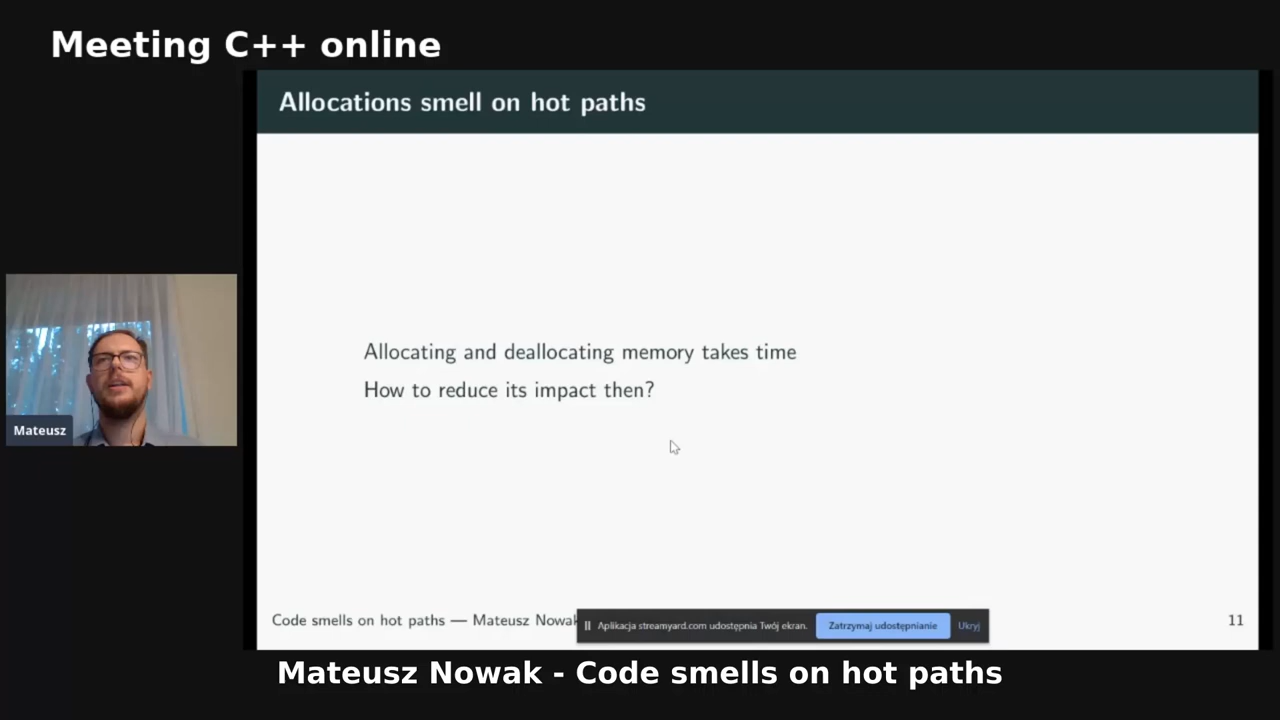 Meeting C++ online
Allocations smell on hot paths
Allocating and deallocating memory takes time
How to reduce its impact then?
Mateusz
Code smells on hot paths — Mateusz Nowak
Aplikacja streamyard.com udostępnia Twój ekran.
Zatrzymaj udostępnianie
Ukryj
11
Mateusz Nowak - Code smells on hot paths